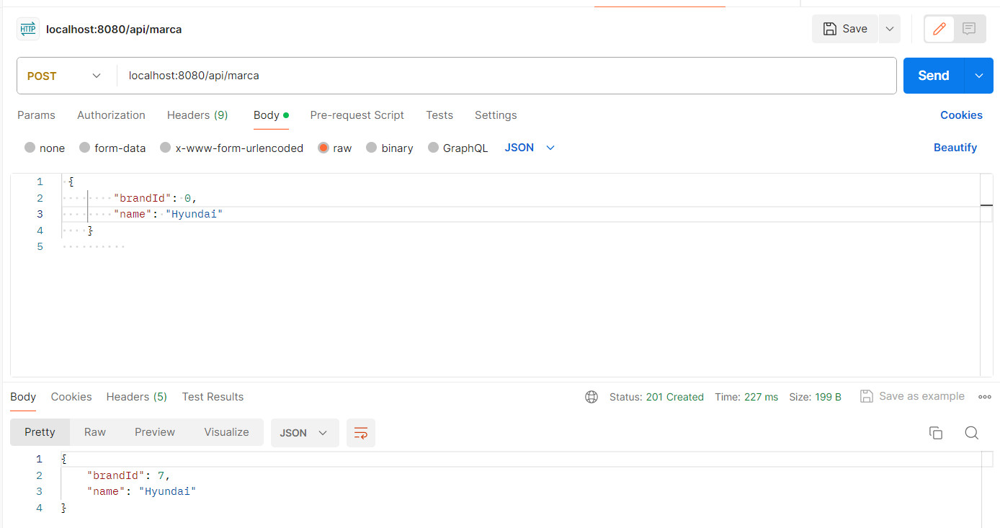 HTTP localhost:8080/api/marca Save
POST localhost:8080/api/marca Send
Params Authorization Headers (9) Body Pre-request Script Tests Settings Cookies
none form-data x-www-form-urlencoded raw binary GraphQL JSON Beautify
1 {
2 "brandId": 0,
3 "name": "Hyundai"
4 }
5
Body Cookies Headers (5) Test Results Status: 201 Created Time: 227 ms Size: 199 B Save as example
Pretty Raw Preview Visualize JSON
1 {
2 "brandId": 7,
3 "name": "Hyundai"
4 }